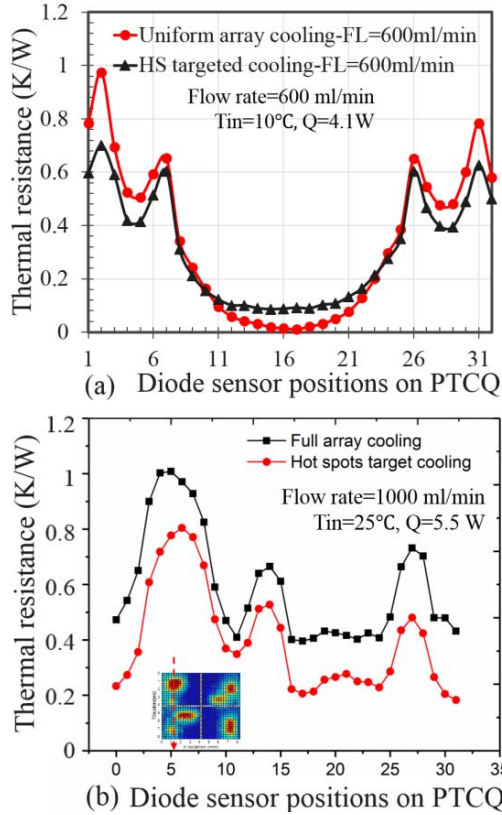 Thermal resistance (K/W)
1.2
1
0.8
0.6
0.4
0.2
0
Uniform array cooling-FL=600ml/min
HS targeted cooling-FL=600ml/min
Flow rate=600 ml/min
Tin=10℃, Q=4.1W
1 6 11 16 21 26 31
(a) Diode sensor positions on PTCQ
Thermal resistance (K/W)
1.2
1
0.8
0.6
0.4
0.2
0
Full array cooling
Hot spots target cooling
Flow rate=1000 ml/min
Tin=25℃, Q=5.5 W
0 5 10 15 20 25 30 35
(b) Diode sensor positions on PTCQ